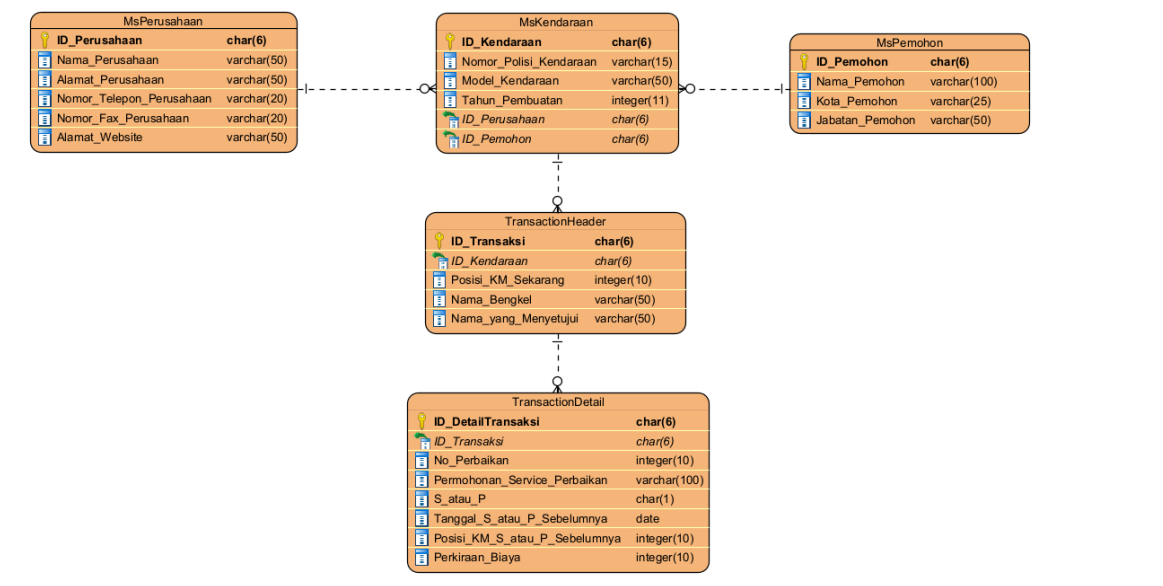 MsPerusahaan
ID_Perusahaan char(6)
Nama_Perusahaan varchar(50)
Alamat_Perusahaan varchar(50)
Nomor_Telepon_Perusahaan varchar(20)
Nomor_Fax_Perusahaan varchar(20)
Alamat_Website varchar(50)
MsKendaraan
ID_Kendaraan char(6)
Nomor_Polisi_Kendaraan varchar(15)
Model_Kendaraan varchar(50)
Tahun_Pembuatan integer(11)
ID_Perusahaan char(6)
ID_Pemohon char(6)
MsPemohon
ID_Pemohon char(6)
Nama_Pemohon varchar(100)
Kota_Pemohon varchar(25)
Jabatan_Pemohon varchar(50)
TransactionHeader
ID_Transaksi char(6)
ID_Kendaraan char(6)
Posisi_KM_Sekarang integer(10)
Nama_Bengkel varchar(50)
Nama_yang_Menyetujui varchar(50)
TransactionDetail
ID_DetailTransaksi char(6)
ID_Transaksi char(6)
No_Perbaikan integer(10)
Permohonan_Service_Perbaikan varchar(100)
S_atau_P char(1)
Tanggal_S_atau_P_Sebelumnya date
Posisi_KM_S_atau_P_Sebelumnya integer(10)
Perkiraan_Biaya integer(10)